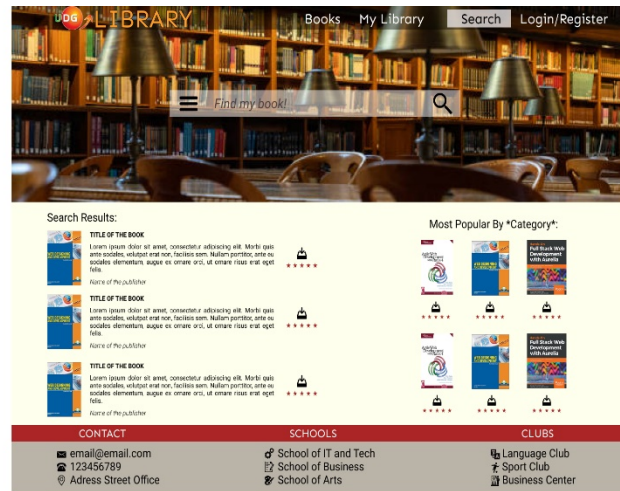 UDG LIBRARY
Books My Library Search Login/Register
Find my book!
Search Results:
TITLE OF THE BOOK
Lorem ipsum dolor sit amet, consectetur adipiscing elit. Morbi quis
ante sodales, volutpat erat non, facilisis sem. Nullam porttitor, ante eu
sodales elementum, augue ex ornare orci, ut ornare risus erat eget
felis.
Name of the publisher
TITLE OF THE BOOK
Lorem ipsum dolor sit amet, consectetur adipiscing elit. Morbi quis
ante sodales, volutpat erat non, facilisis sem. Nullam porttitor, ante eu
sodales elementum, augue ex ornare orci, ut ornare risus erat eget
felis.
Name of the publisher
TITLE OF THE BOOK
Lorem ipsum dolor sit amet, consectetur adipiscing elit. Morbi quis
ante sodales, volutpat erat non, facilisis sem. Nullam porttitor, ante eu
sodales elementum, augue ex ornare orci, ut ornare risus erat eget
felis.
Name of the publisher
Most Popular By *Category*:
Full Stack Web
Development
with Aurelia
Full Stack Web
Development
with Aurelia
CONTACT
email@email.com
123456789
Adress Street Office
SCHOOLS
School of IT and Tech
School of Business
School of Arts
CLUBS
Language Club
Sport Club
Business Center